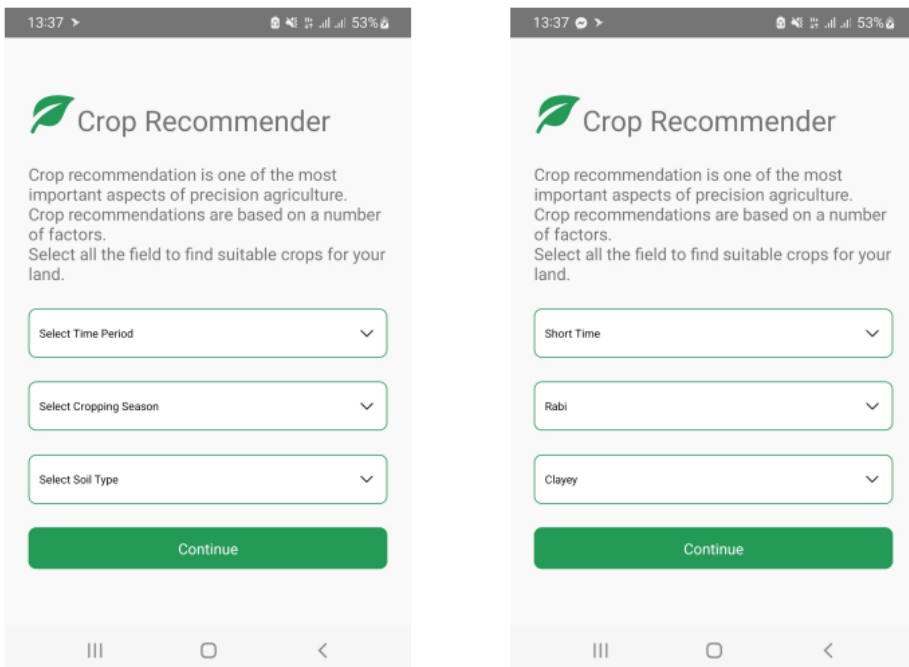 13:37
53%
Crop Recommender
Crop recommendation is one of the most
important aspects of precision agriculture.
Crop recommendations are based on a number
of factors.
Select all the field to find suitable crops for your
land.
Select Time Period
Select Cropping Season
Select Soil Type
Continue
13:37
53%
Crop Recommender
Crop recommendation is one of the most
important aspects of precision agriculture.
Crop recommendations are based on a number
of factors.
Select all the field to find suitable crops for your
land.
Short Time
Rabi
Clayey
Continue